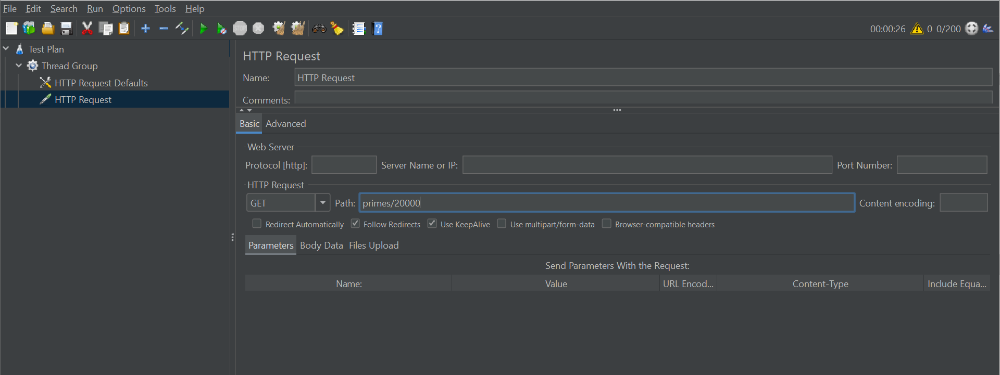 File Edit Search Run Options Tools Help
00:00:26 0 0/200
Test Plan
Thread Group
HTTP Request Defaults
HTTP Request
HTTP Request
Name: HTTP Request
Comments:
Basic Advanced
Web Server
Protocol [http]: Server Name or IP: Port Number:
HTTP Request
GET Path: primes/20000 Content encoding:
Redirect Automatically Follow Redirects Use KeepAlive Use multipart/form-data Browser-compatible headers
Parameters Body Data Files Upload
Send Parameters With the Request:
Name: Value URL Encod... Content-Type Include Equa...